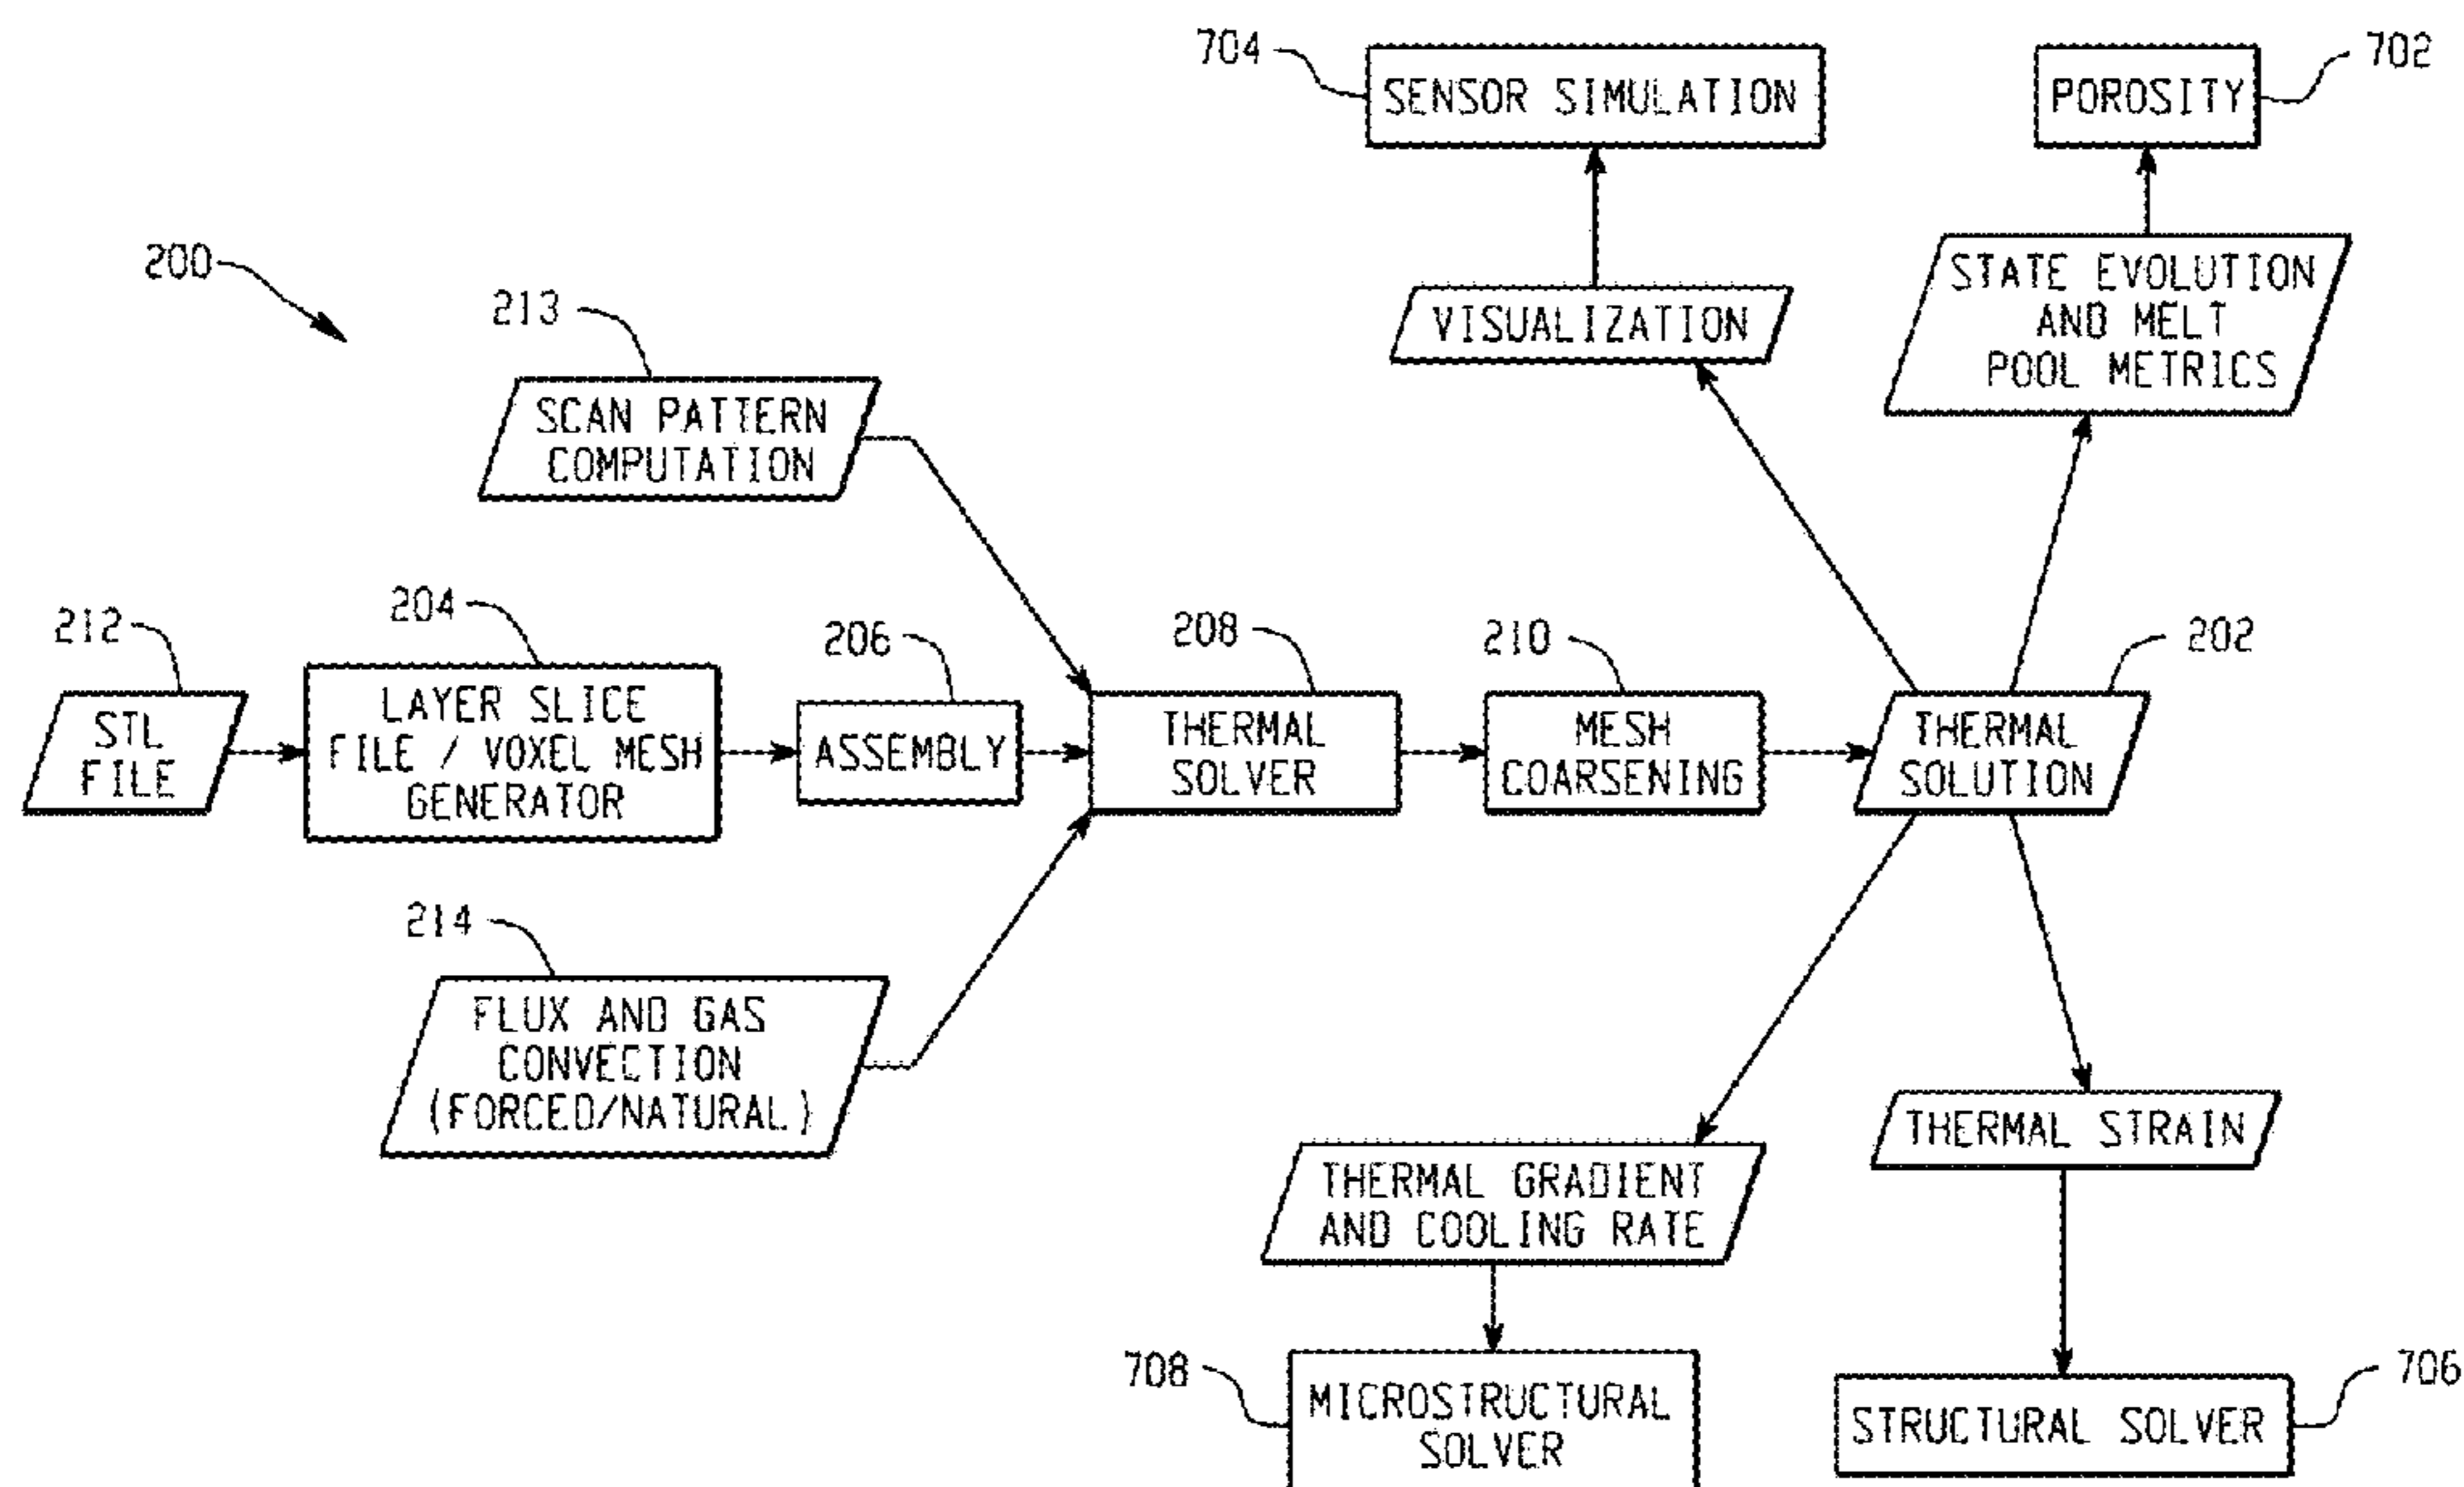 704
SENSOR SIMULATION
POROSITY
702
200
213
SCAN PATTERN
COMPUTATION
VISUALIZATION
STATE EVOLUTION
AND MELT
POOL METRICS
212
STL
FILE
204
LAYER SLICE
FILE / VOXEL MESH
GENERATOR
206
ASSEMBLY
208
THERMAL
SOLVER
210
MESH
COARSENING
202
THERMAL
SOLUTION
214
FLUX AND GAS
CONVECTION
(FORCED/NATURAL)
THERMAL GRADIENT
AND COOLING RATE
THERMAL STRAIN
708
MICROSTRUCTURAL
SOLVER
STRUCTURAL SOLVER
706